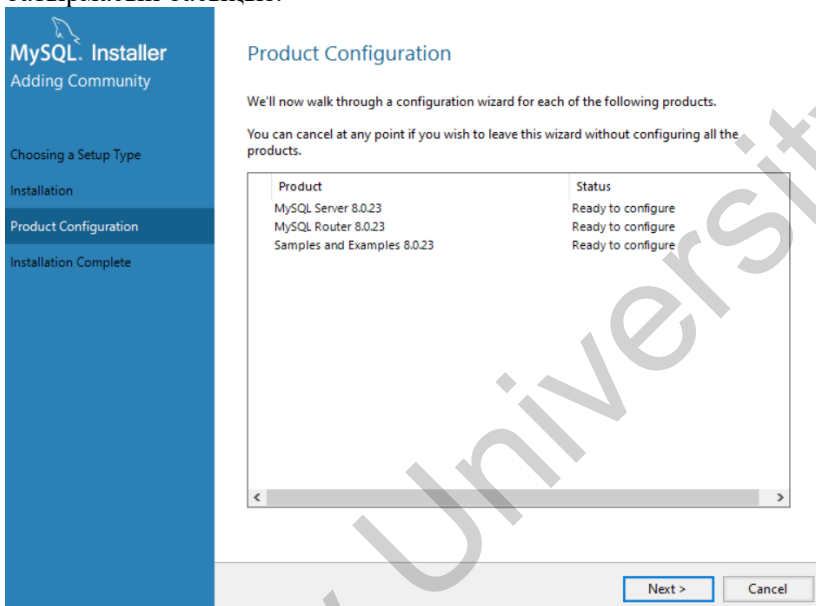 MySQL. Installer
Adding Community
Choosing a Setup Type
Installation
Product Configuration
Installation Complete
Product Configuration
We'll now walk through a configuration wizard for each of the following products.
You can cancel at any point if you wish to leave this wizard without configuring all the
products.
Product Status
MySQL Server 8.0.23 Ready to configure
MySQL Router 8.0.23 Ready to configure
Samples and Examples 8.0.23 Ready to configure
Next > Cancel
University